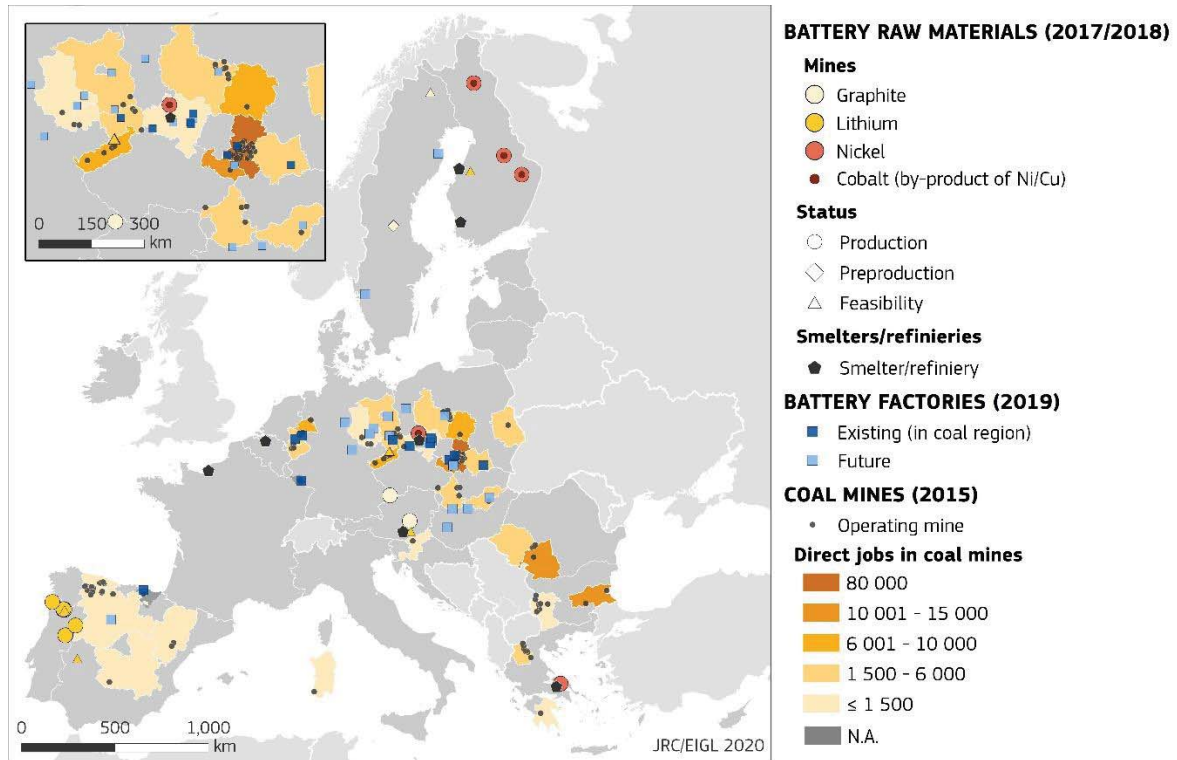 0 150 300
km
0 500 1,000
km
JRC/EIGL 2020
BATTERY RAW MATERIALS (2017/2018)
Mines
Graphite
Lithium
Nickel
Cobalt (by-product of Ni/Cu)
Status
Production
Preproduction
Feasibility
Smelters/refinieries
Smelter/refiniery
BATTERY FACTORIES (2019)
Existing (in coal region)
Future
COAL MINES (2015)
Operating mine
Direct jobs in coal mines
80 000
10 001 - 15 000
6 001 - 10 000
1 500 - 6 000
≤ 1 500
N.A.